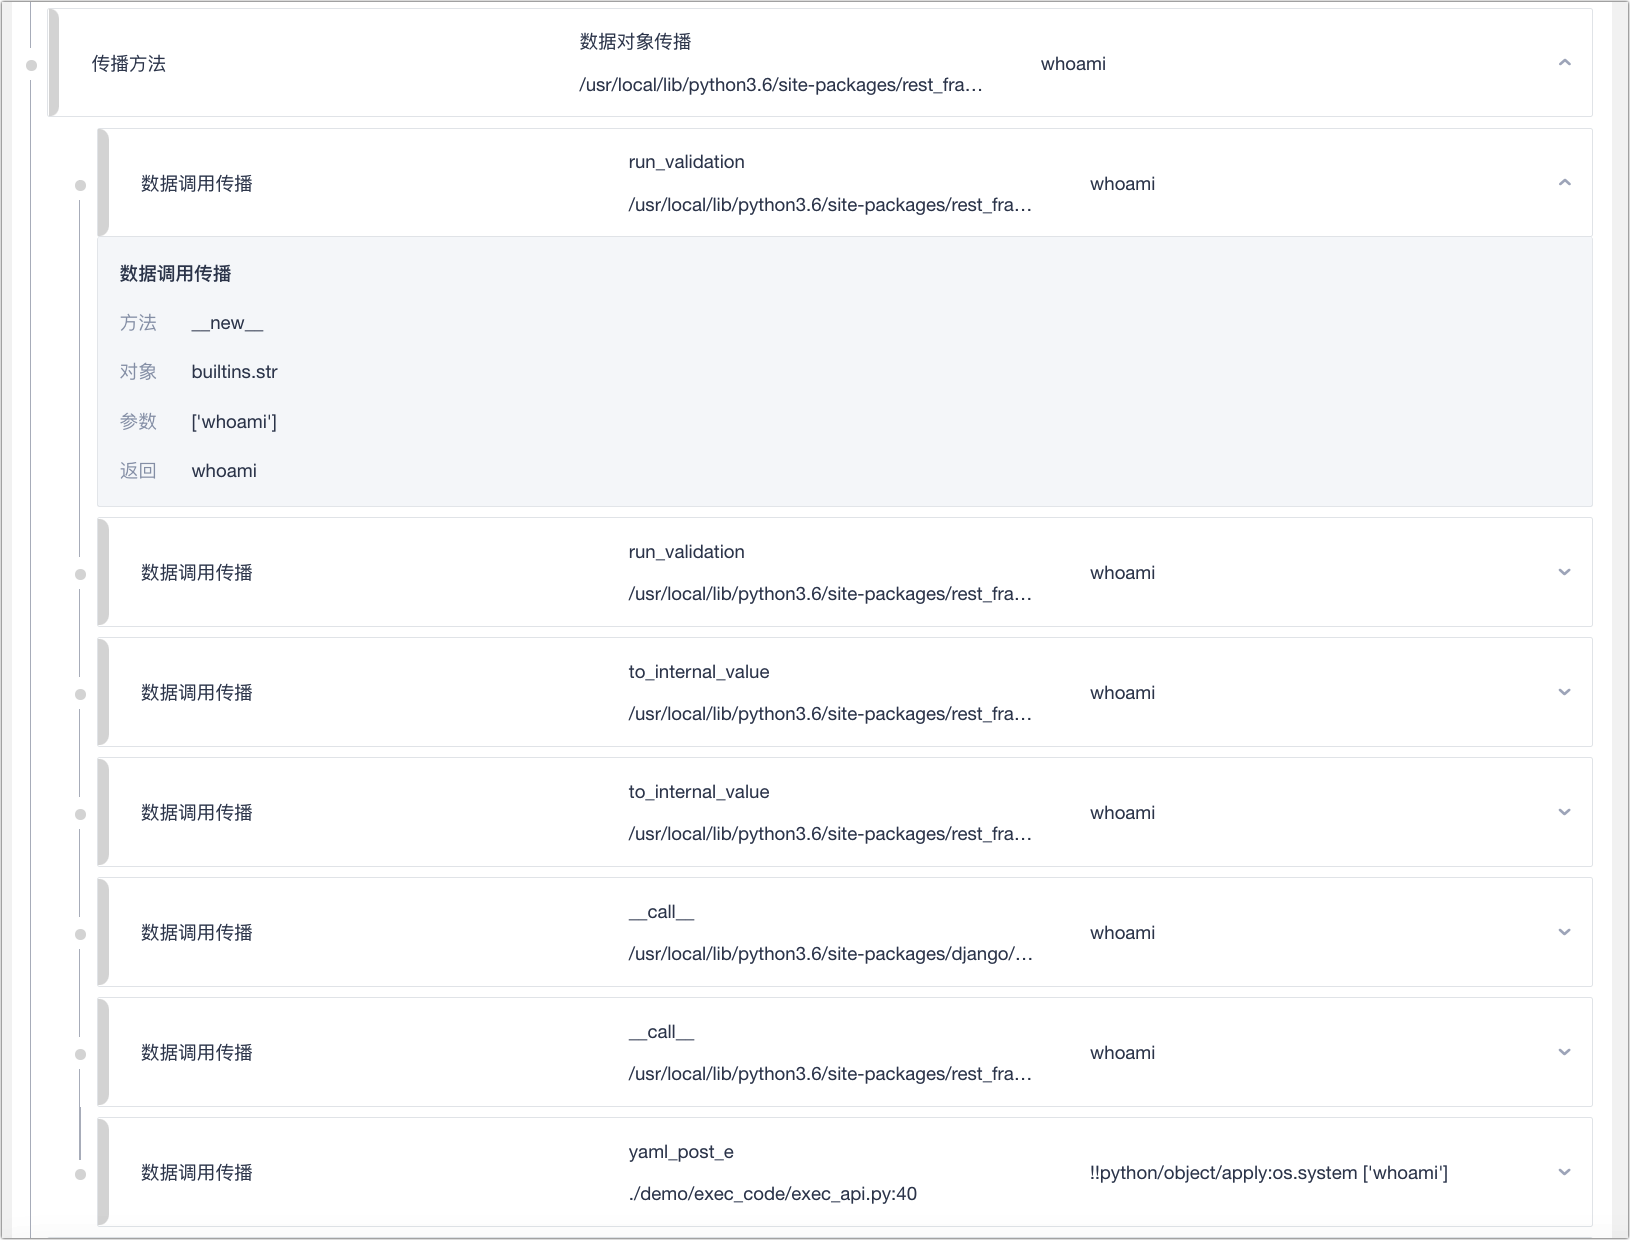 传播方法
数据对象传播
/usr/local/lib/python3.6/site-packages/rest_fra...
whoami
数据调用传播
run_validation
/usr/local/lib/python3.6/site-packages/rest_fra...
whoami
数据调用传播
方法 __new__
对象 builtins.str
参数 ['whoami']
返回 whoami
数据调用传播
run_validation
/usr/local/lib/python3.6/site-packages/rest_fra...
whoami
数据调用传播
to_internal_value
/usr/local/lib/python3.6/site-packages/rest_fra...
whoami
数据调用传播
to_internal_value
/usr/local/lib/python3.6/site-packages/rest_fra...
whoami
数据调用传播
__call__
/usr/local/lib/python3.6/site-packages/django/...
whoami
数据调用传播
__call__
/usr/local/lib/python3.6/site-packages/rest_fra...
whoami
数据调用传播
yaml_post_e
./demo/exec_code/exec_api.py:40
!!python/object/apply:os.system ['whoami']